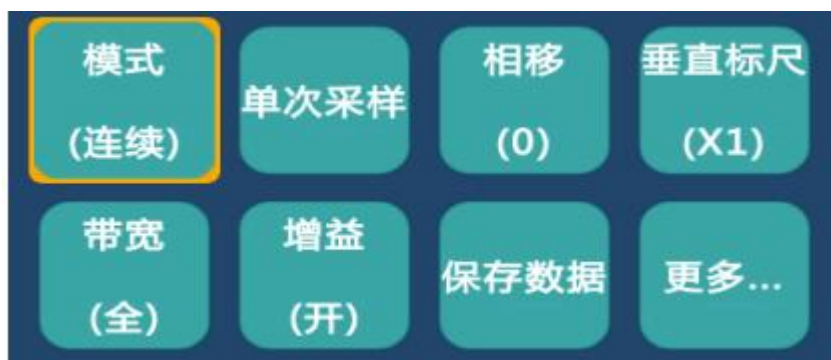 模式
(连续)
单次采样
相移
(0)
垂直标尺
(X1)
带宽
(全)
增益
(开)
保存数据
更多...